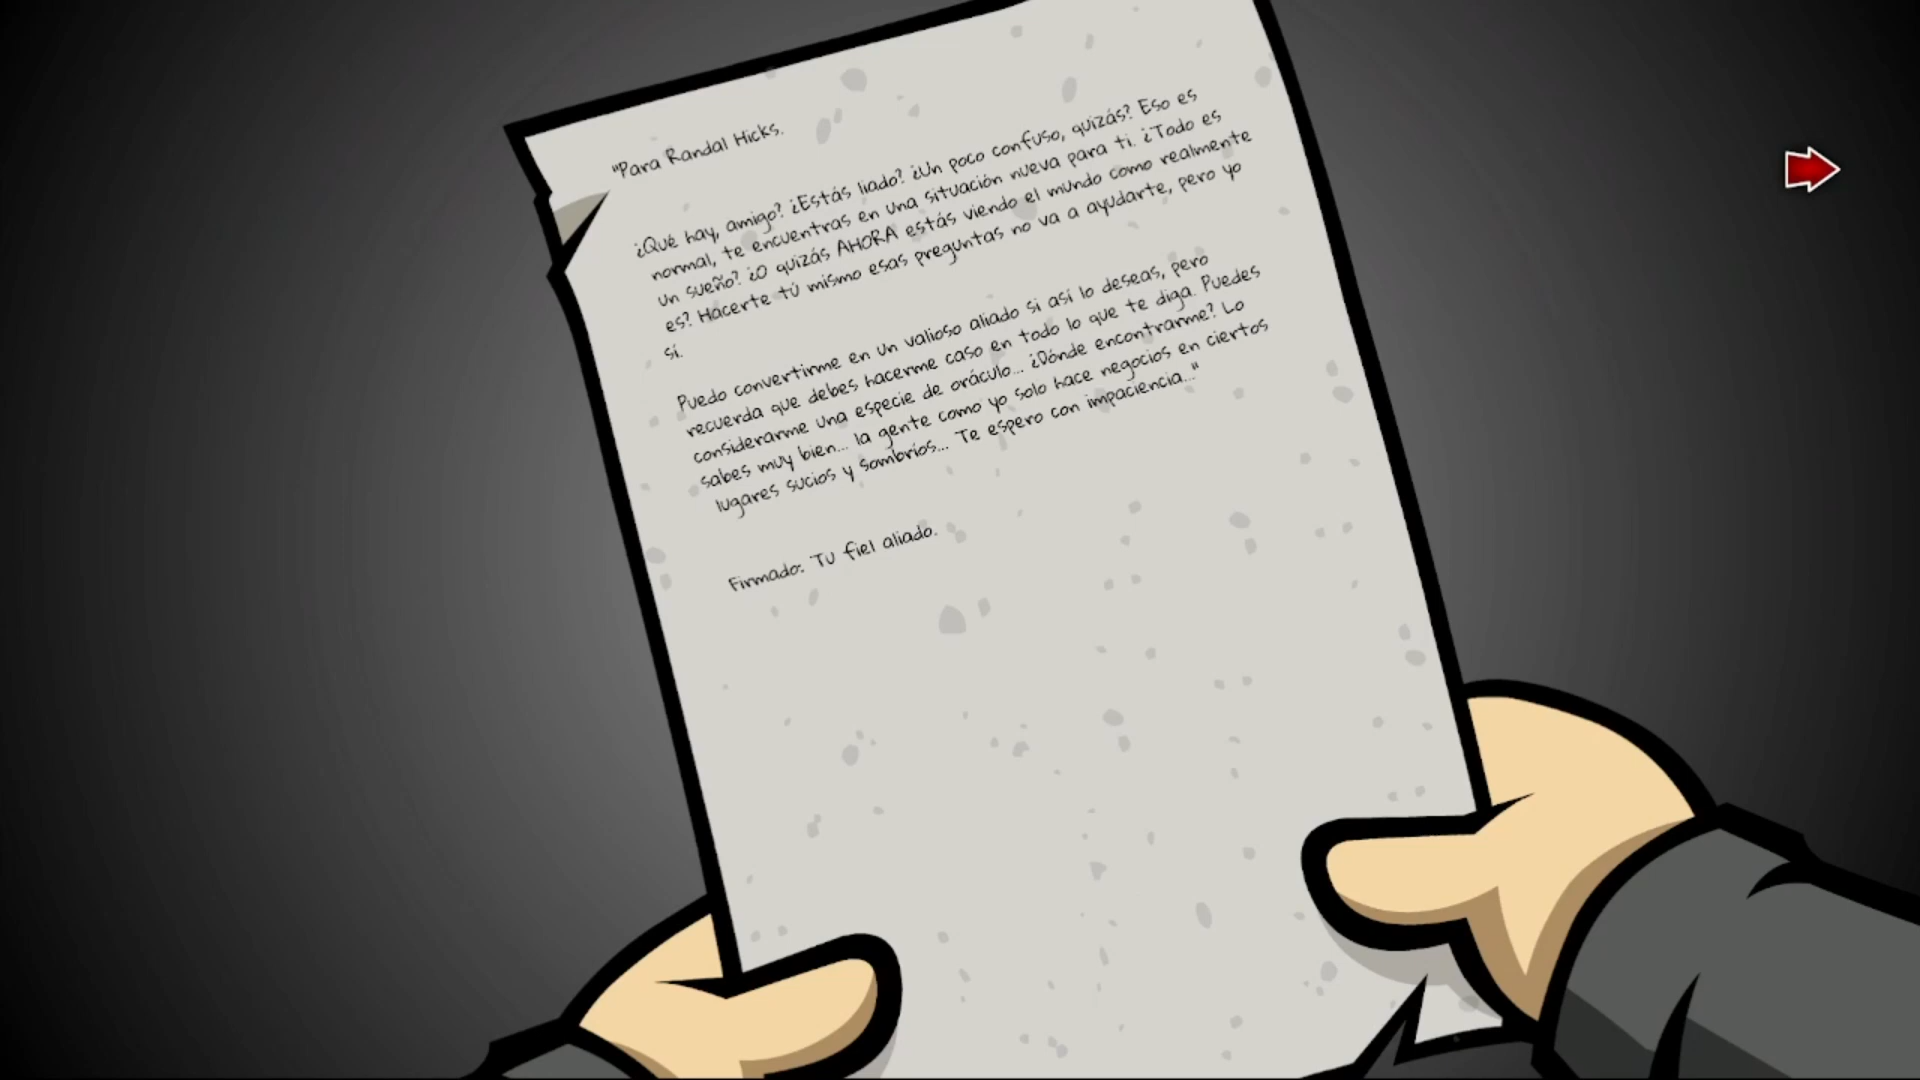 "Para Randal Hicks.
¿Qué hay, amigo? ¿Estás liado? ¿Un poco confuso, quizás? Eso es
normal, te encuentras en una situación nueva para ti. ¿Todo es
un sueño? ¿O quizás AHORA estás viendo el mundo como realmente
es? Hacerte tú mismo esas preguntas no va a ayudarte, pero yo
sí.
Puedo convertirme en un valioso aliado si así lo deseas, pero
recuerda que debes hacerme caso en todo lo que te diga. Puedes
considerarme una especie de oráculo... ¿Dónde encontrarme? Lo
sabes muy bien... la gente como yo solo hace negocios en ciertos
lugares sucios y sombríos... Te espero con impaciencia..."
Firmado: Tu fiel aliado.